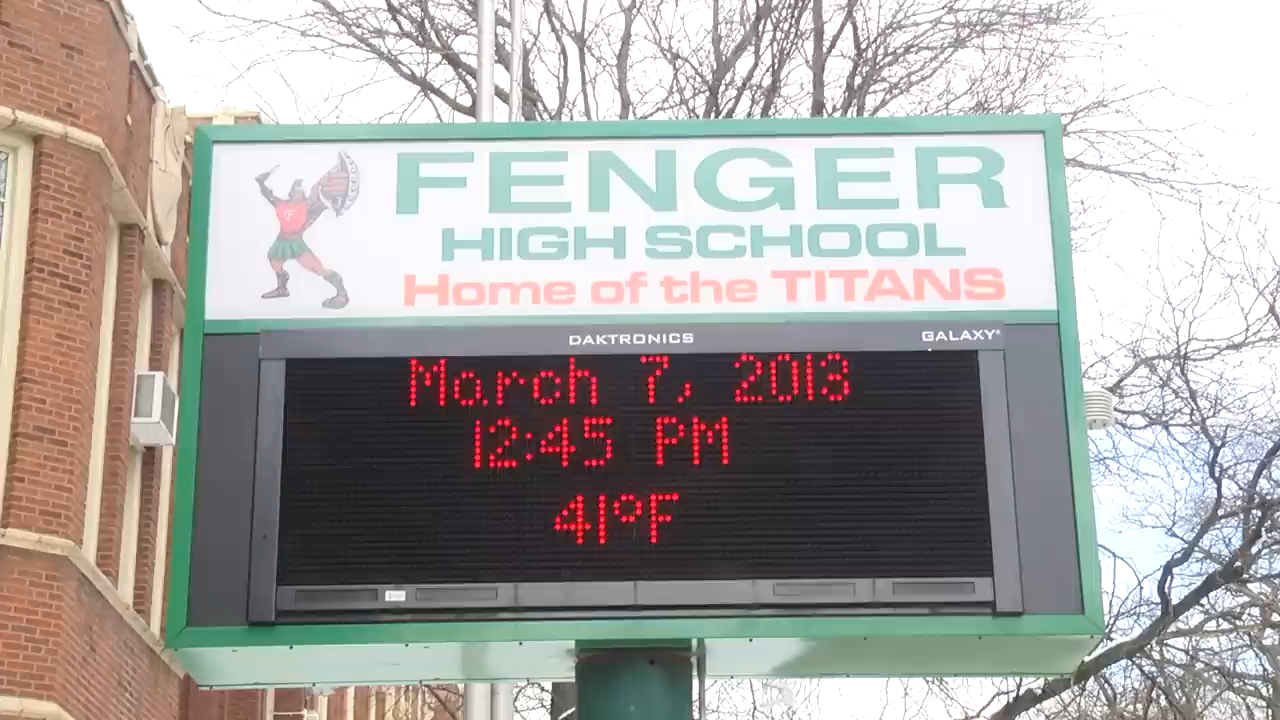 FENGER
HIGH SCHOOL
Home of the TITANS
DAKTRONICS
GALAXY®
March 7, 2013
12:45 PM
41°F